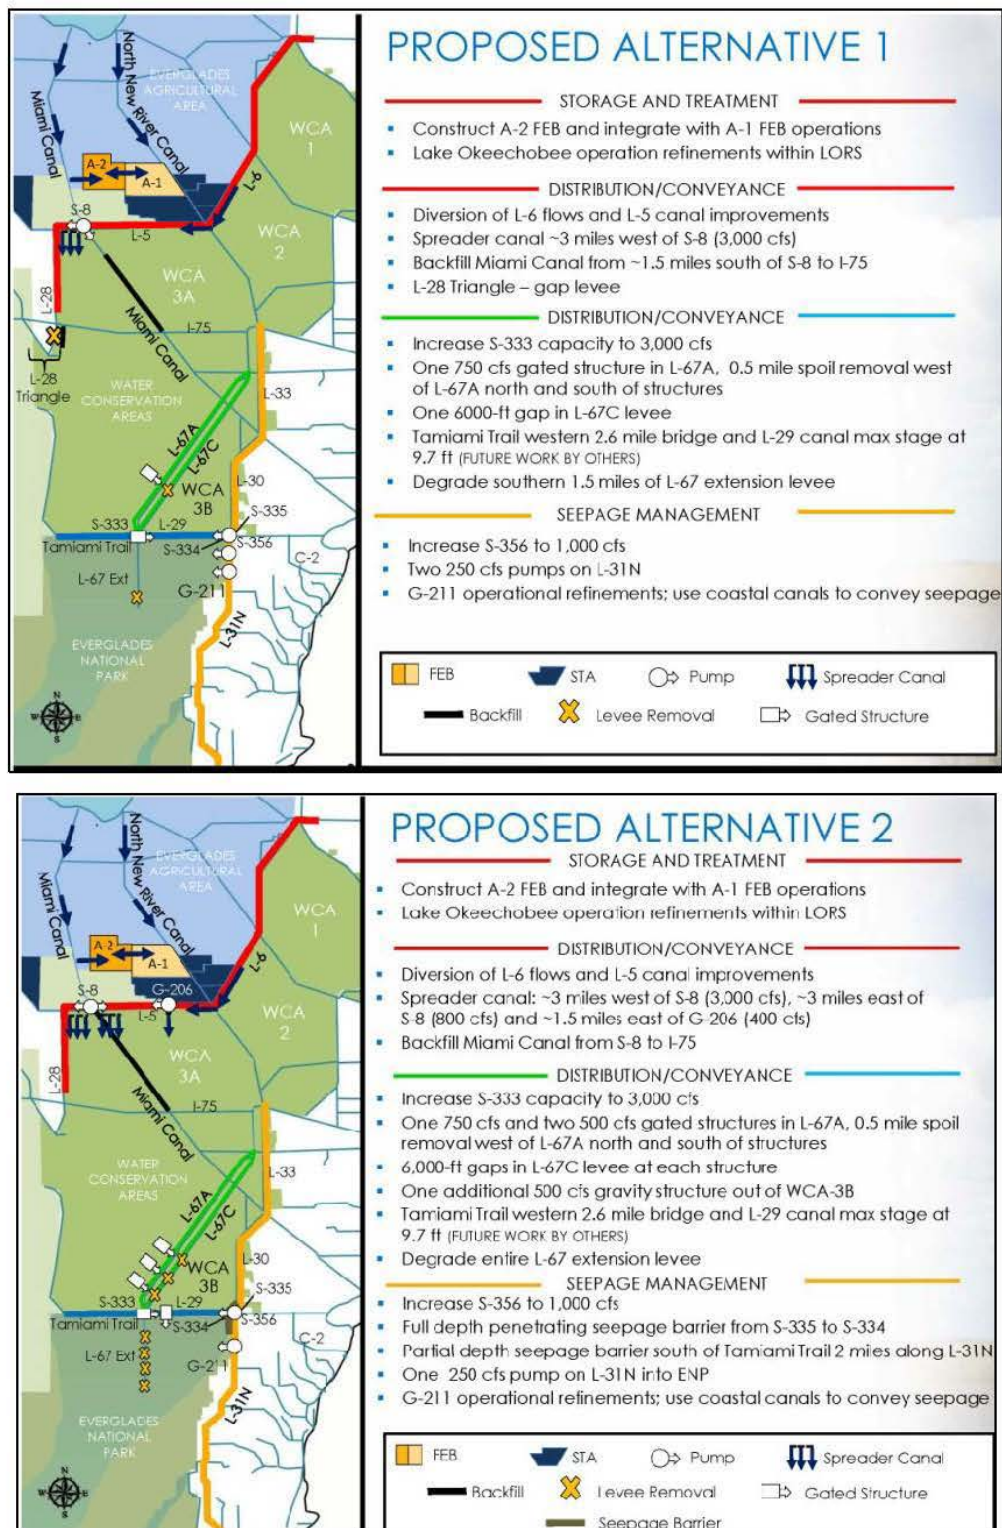 PROPOSED ALTERNATIVE 1
STORAGE AND TREATMENT
Construct A-2 FEB and integrate with A-1 FEB operations
Lake Okeechobee operation refinements within LORS
DISTRIBUTION/CONVEYANCE
Diversion of L-6 flows and L-5 canal improvements
Spreader canal ~3 miles west of S-8 (3,000 cfs)
Backfill Miami Canal from ~1.5 miles south of S-8 to I-75
L-28 Triangle – gap levee
DISTRIBUTION/CONVEYANCE
Increase S-333 capacity to 3,000 cfs
One 750 cfs gated structure in L-67A, 0.5 mile spoil removal west
of L-67A north and south of structures
One 6000-ft gap in L-67C levee
Tamiami Trail western 2.6 mile bridge and L-29 canal max stage at
9.7 ft (FUTURE WORK BY OTHERS)
Degrade southern 1.5 miles of L-67 extension levee
SEEPAGE MANAGEMENT
Increase S-356 to 1,000 cfs
Two 250 cfs pumps on L-31N
G-211 operational refinements; use coastal canals to convey seepage
FEB
STA
Pump
Spreader Canal
Backfill
Levee Removal
Gated Structure
North New River Canal
Miami Canal
EVERGLADES
AGRICULTURAL
AREA
WCA
1
A-2
A-1
L-6
S-8
L-5
WCA
2
WCA
3A
L-28
I-75
Miami Canal
L-28
Triangle
WATER
CONSERVATION
AREAS
L-33
L-67A
L-67C
WCA
3B
L-30
S-335
S-333
L-29
Tamiami Trail
S-334
S-356
C-2
L-67 Ext
G-211
L-31N
EVERGLADES
NATIONAL
PARK
N
W
E
S
PROPOSED ALTERNATIVE 2
STORAGE AND TREATMENT
Construct A-2 FEB and integrate with A-1 FEB operations
Lake Okeechobee operation refinements within LORS
DISTRIBUTION/CONVEYANCE
Diversion of L-6 flows and L-5 canal improvements
Spreader canal: ~3 miles west of S-8 (3,000 cfs), ~3 miles east of
S-8 (800 cfs) and ~1.5 miles east of G-206 (400 cfs)
Backfill Miami Canal from S-8 to I-75
DISTRIBUTION/CONVEYANCE
Increase S-333 capacity to 3,000 cfs
One 750 cfs and two 500 cfs gated structures in L-67A, 0.5 mile spoil
removal west of L-67A north and south of structures
6,000-ft gaps in L-67C levee at each structure
One additional 500 cfs gravity structure out of WCA-3B
Tamiami Trail western 2.6 mile bridge and L-29 canal max stage at
9.7 ft (FUTURE WORK BY OTHERS)
Degrade entire L-67 extension levee
SEEPAGE MANAGEMENT
Increase S-356 to 1,000 cfs
Full depth penetrating seepage barrier from S-335 to S-334
Partial depth seepage barrier south of Tamiami Trail 2 miles along L-31N
One 250 cfs pump on L-31N into ENP
G-211 operational refinements; use coastal canals to convey seepage
FEB
STA
Pump
Spreader Canal
Backfill
Levee Removal
Gated Structure
Seepage Barrier
North New River Canal
Miami Canal
EVERGLADES
AGRICULTURAL
AREA
WCA
1
A-2
A-1
L-6
S-8
G-206
L-5
WCA
2
WCA
3A
L-28
I-75
Miami Canal
WATER
CONSERVATION
AREAS
L-33
L-67A
L-67C
WCA
3B
L-30
S-335
S-333
L-29
Tamiami Trail
S-334
S-356
C-2
L-67 Ext
G-211
L-31N
EVERGLADES
NATIONAL
PARK
N
W
E
S